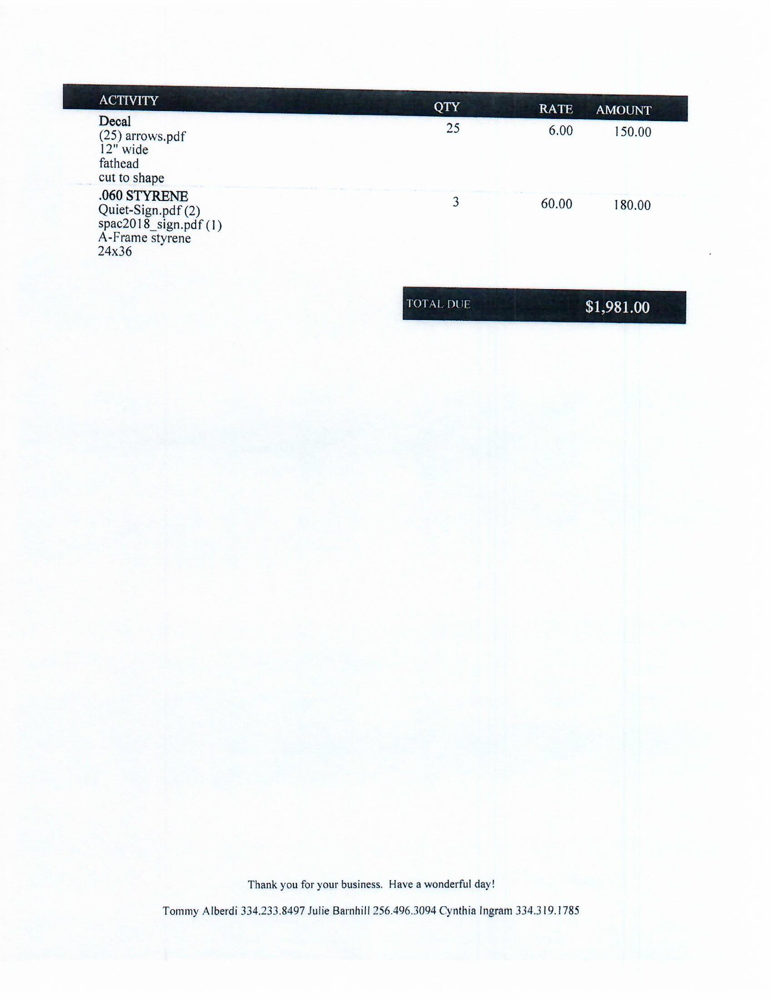 ACTIVITY QTY RATE AMOUNT
Decal 25 6.00 150.00
(25) arrows.pdf
12" wide
fathead
cut to shape
.060 STYRENE 3 60.00 180.00
Quiet-Sign.pdf (2)
spac2018_sign.pdf (1)
A-Frame styrene
24x36
TOTAL DUE $1,981.00
Thank you for your business. Have a wonderful day!
Tommy Alberdi 334.233.8497 Julie Barnhill 256.496.3094 Cynthia Ingram 334.319.1785